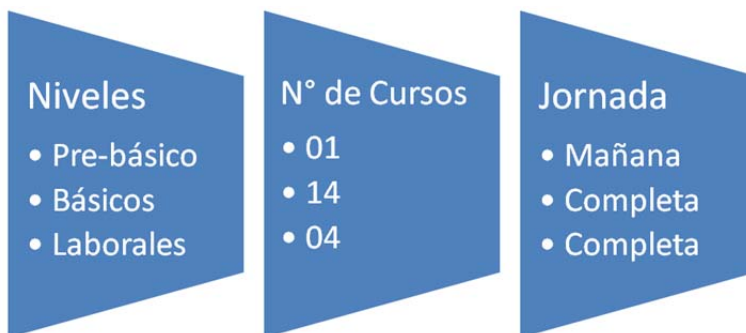 Niveles
• Pre-básico
• Básicos
• Laborales
N° de Cursos
• 01
• 14
• 04
Jornada
• Mañana
• Completa
• Completa